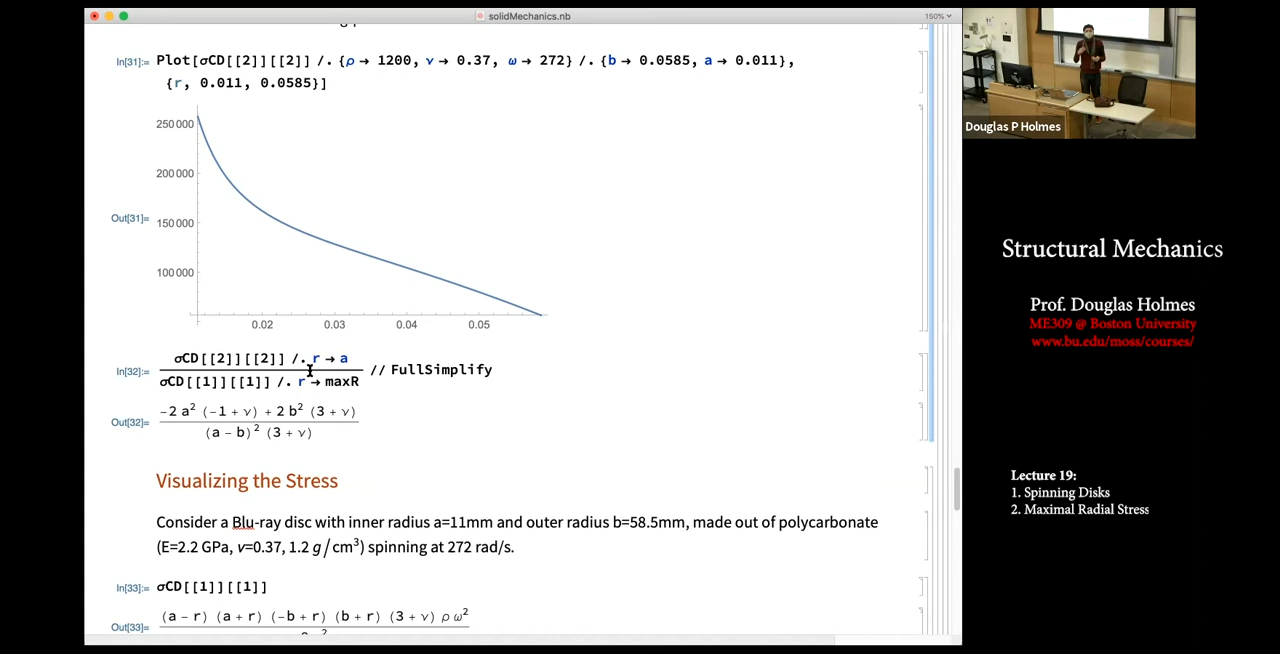 solidMechanics.nb
150%
In[31]:= Plot[σCD[[2]][[2]] /. {ρ → 1200, ν → 0.37, ω → 272} /. {b → 0.0585, a → 0.011},
{r, 0.011, 0.0585}]
250 000
200 000
Out[31]= 150 000
100 000
0.02 0.03 0.04 0.05
σCD[[2]][[2]] /. r → a
In[32]:= // FullSimplify
σCD[[1]][[1]] /. r → maxR
-2 a² (-1 + ν) + 2 b² (3 + ν)
Out[32]=
(a - b)² (3 + ν)
Visualizing the Stress
Consider a Blu-ray disc with inner radius a=11mm and outer radius b=58.5mm, made out of polycarbonate
(E=2.2 GPa, ν=0.37, 1.2 g/cm³) spinning at 272 rad/s.
In[33]:= σCD[[1]][[1]]
(a - r) (a + r) (-b + r) (b + r) (3 + ν) ρ ω²
Out[33]=
Douglas P Holmes
Structural Mechanics
Prof. Douglas Holmes
ME309 @ Boston University
www.bu.edu/moss/courses/
Lecture 19:
1. Spinning Disks
2. Maximal Radial Stress